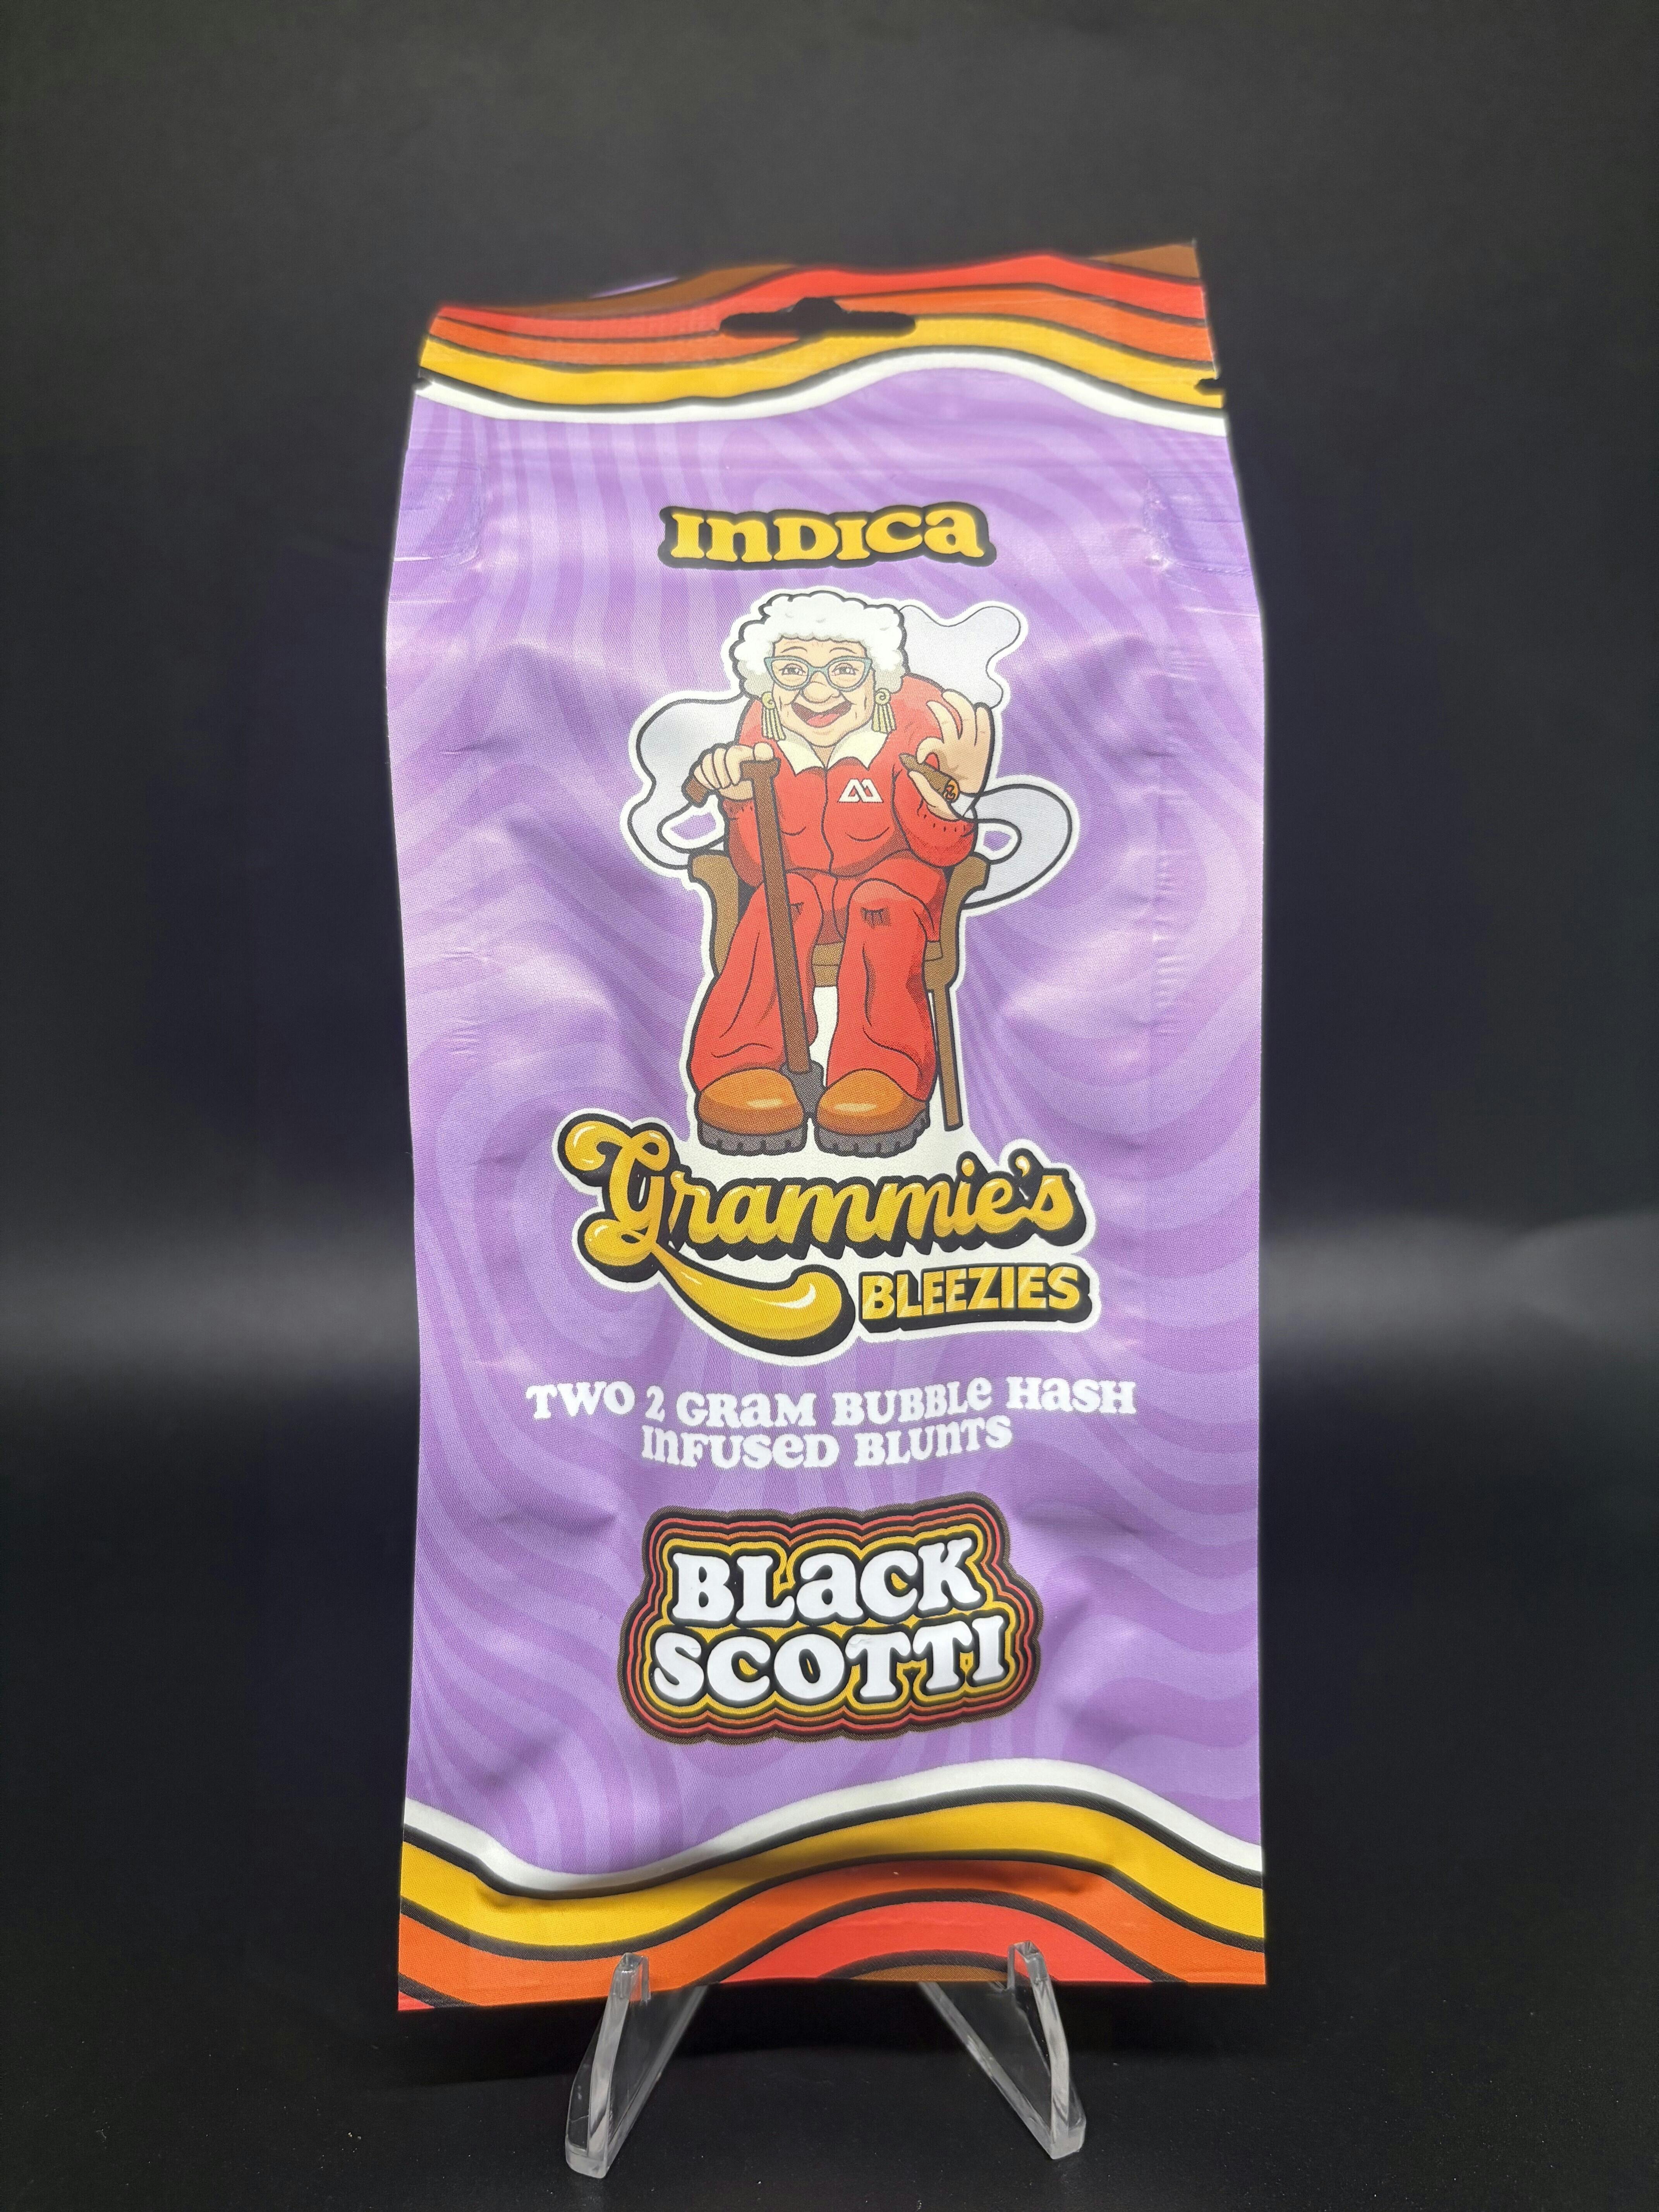 InDICa
Grammie's
BLEEZIES
TWO 2 GRaM BUBBLe HaSH
InFUSeD BLUnTS
BLaCK
SCOTTI